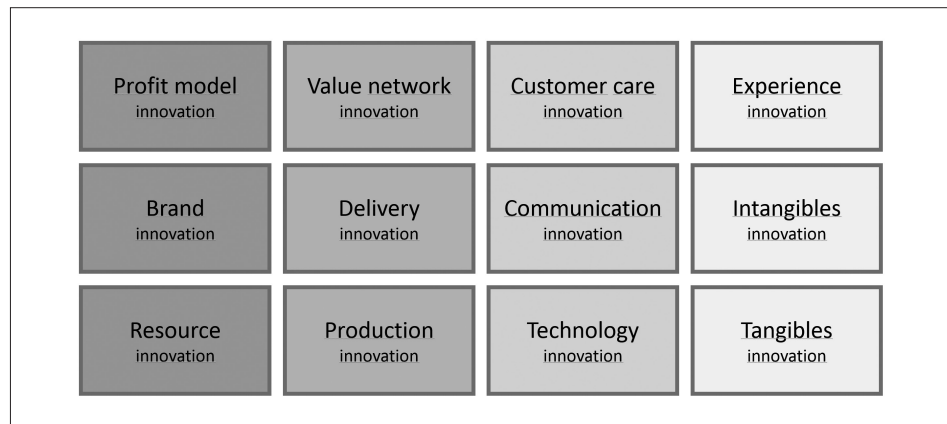 Profit model
innovation
Value network
innovation
Customer care
innovation
Experience
innovation
Brand
innovation
Delivery
innovation
Communication
innovation
Intangibles
innovation
Resource
innovation
Production
innovation
Technology
innovation
Tangibles
innovation